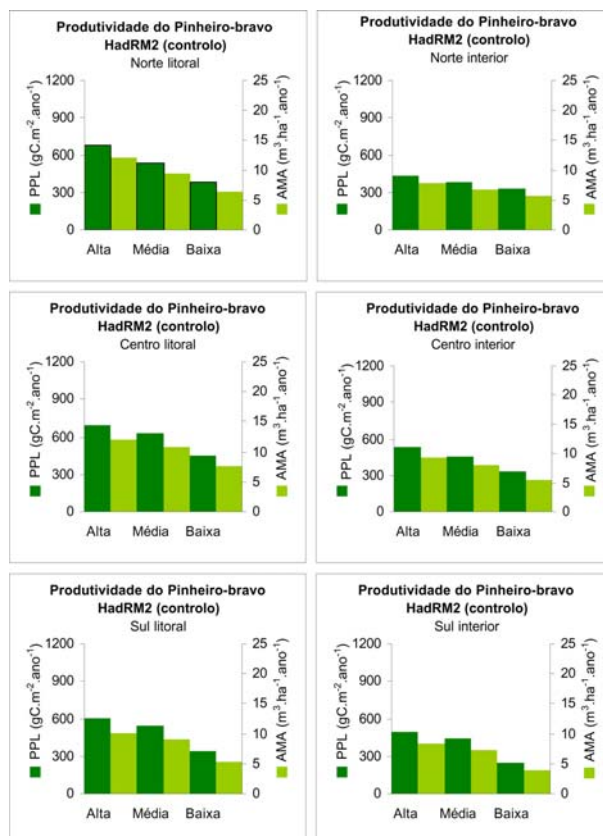 Produtividade do Pinheiro-bravo
HadRM2 (controlo)
Norte litoral
PPL (gC.m⁻².ano⁻¹)
1200
900
600
300
0
25
20
15
10
5
0
AMA (m³.ha⁻¹.ano⁻¹)
Alta Média Baixa
Produtividade do Pinheiro-bravo
HadRM2 (controlo)
Norte interior
PPL (gC.m⁻².ano⁻¹)
1200
900
600
300
0
25
20
15
10
5
0
AMA (m³.ha⁻¹.ano⁻¹)
Alta Média Baixa
Produtividade do Pinheiro-bravo
HadRM2 (controlo)
Centro litoral
PPL (gC.m⁻².ano⁻¹)
1200
900
600
300
0
25
20
15
10
5
0
AMA (m³.ha⁻¹.ano⁻¹)
Alta Média Baixa
Produtividade do Pinheiro-bravo
HadRM2 (controlo)
Centro interior
PPL (gC.m⁻².ano⁻¹)
1200
900
600
300
0
25
20
15
10
5
0
AMA (m³.ha⁻¹.ano⁻¹)
Alta Média Baixa
Produtividade do Pinheiro-bravo
HadRM2 (controlo)
Sul litoral
PPL (gC.m⁻².ano⁻¹)
1200
900
600
300
0
25
20
15
10
5
0
AMA (m³.ha⁻¹.ano⁻¹)
Alta Média Baixa
Produtividade do Pinheiro-bravo
HadRM2 (controlo)
Sul interior
PPL (gC.m⁻².ano⁻¹)
1200
900
600
300
0
25
20
15
10
5
0
AMA (m³.ha⁻¹.ano⁻¹)
Alta Média Baixa